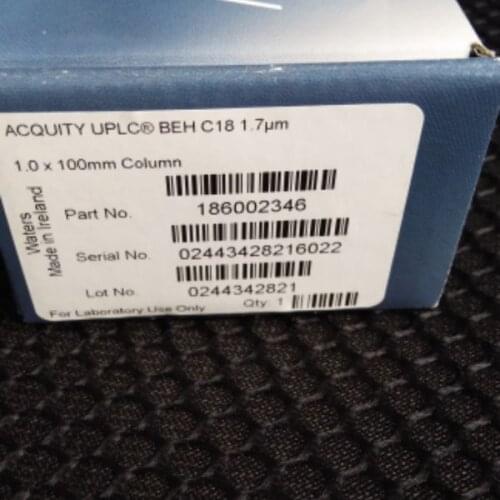 ACQUITY UPLC® BEH C18 1.7µm
1.0 x 100mm Column
Waters
Made in Ireland
Part No. 186002346
Serial No. 02443428216022
Lot No. 0244342821
Qty: 1
For Laboratory Use Only